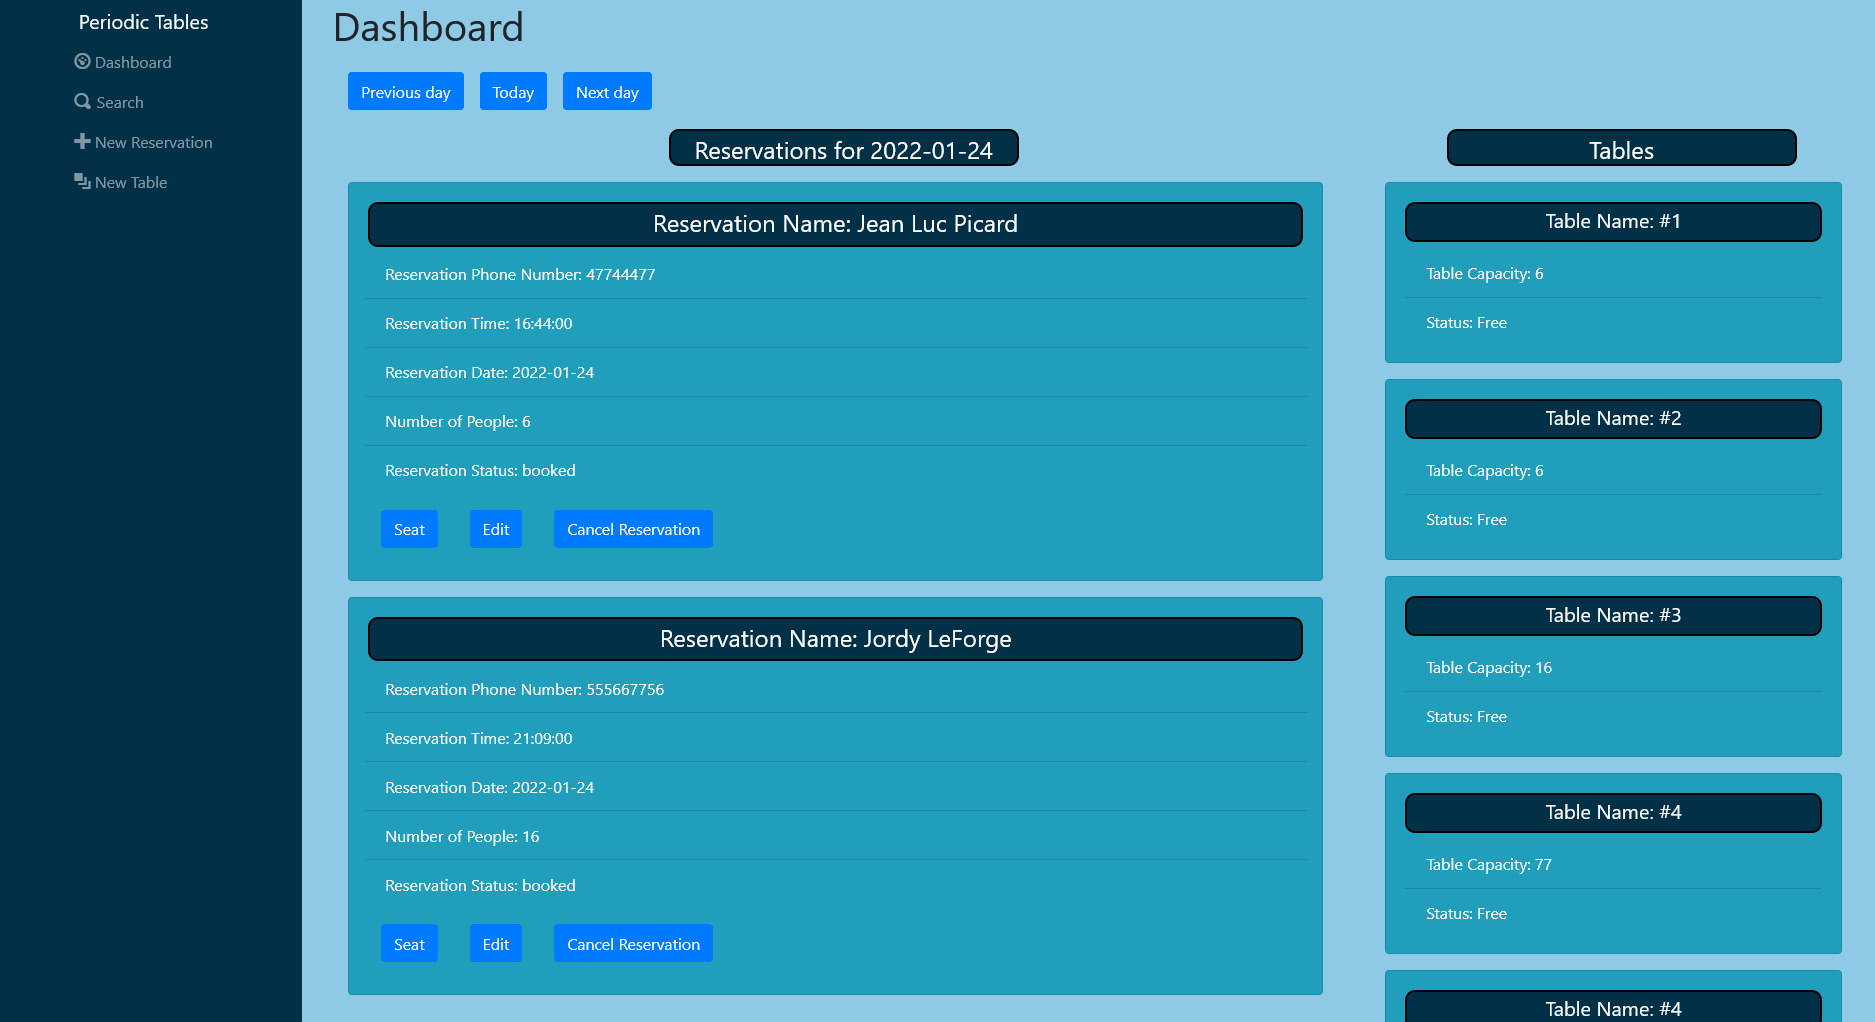 Periodic Tables
Dashboard
Search
New Reservation
New Table
Dashboard
Previous day Today Next day
Reservations for 2022-01-24
Reservation Name: Jean Luc Picard
Reservation Phone Number: 47744477
Reservation Time: 16:44:00
Reservation Date: 2022-01-24
Number of People: 6
Reservation Status: booked
Seat Edit Cancel Reservation
Reservation Name: Jordy LeForge
Reservation Phone Number: 555667756
Reservation Time: 21:09:00
Reservation Date: 2022-01-24
Number of People: 16
Reservation Status: booked
Seat Edit Cancel Reservation
Tables
Table Name: #1
Table Capacity: 6
Status: Free
Table Name: #2
Table Capacity: 6
Status: Free
Table Name: #3
Table Capacity: 16
Status: Free
Table Name: #4
Table Capacity: 77
Status: Free
Table Name: #4